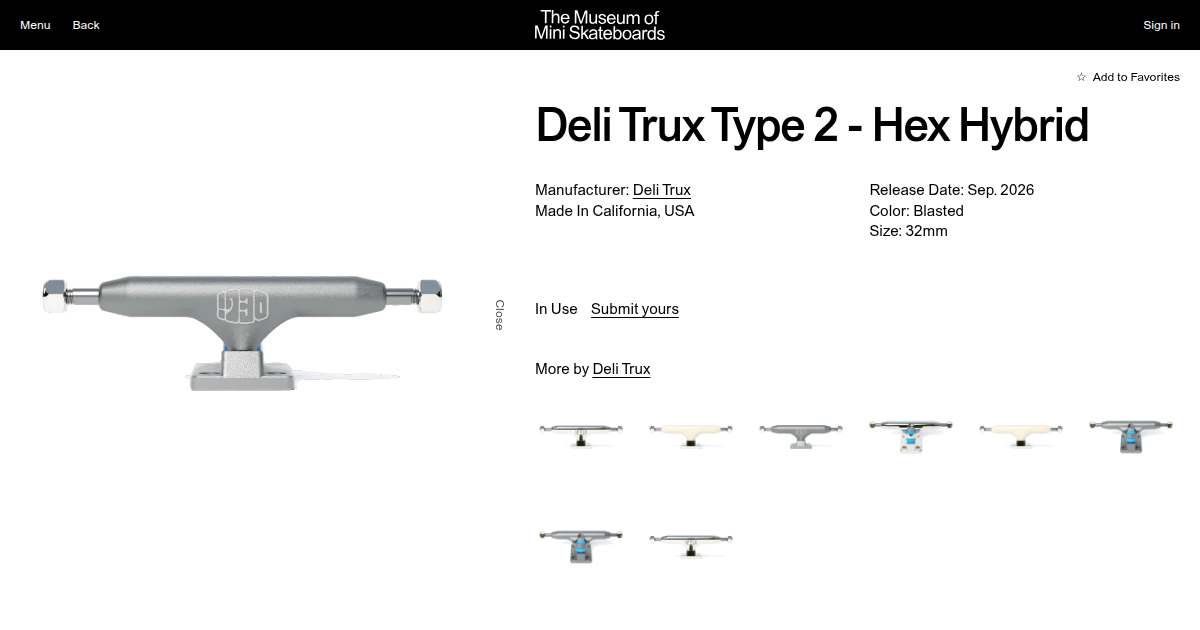 Menu
Back
The Museum of
Mini Skateboards
Sign in
☆ Add to Favorites
Deli Trux Type 2 - Hex Hybrid
Manufacturer: Deli Trux
Made In California, USA
Release Date: Sep. 2026
Color: Blasted
Size: 32mm
Close
In Use Submit yours
More by Deli Trux